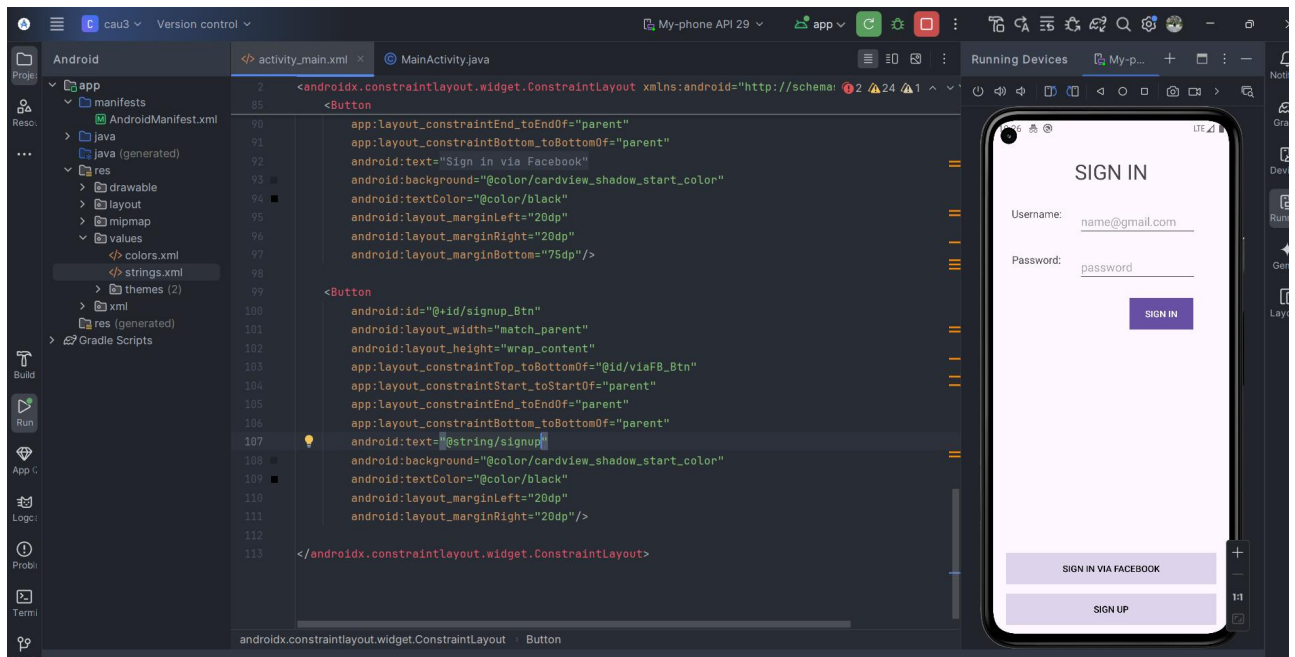 C cau3 Version control My-phone API 29 app
Android
activity_main.xml MainActivity.java
Running Devices My-p...
app
manifests
AndroidManifest.xml
java
java (generated)
res
drawable
layout
mipmap
values
colors.xml
strings.xml
themes (2)
xml
res (generated)
Gradle Scripts
Build
Run
2 <androidx.constraintlayout.widget.ConstraintLayout xmlns:android="http://schema: 2 24 1
85 <Button
90 app:layout_constraintEnd_toEndOf="parent"
91 app:layout_constraintBottom_toBottomOf="parent"
92 android:text="Sign in via Facebook"
93 android:background="@color/cardview_shadow_start_color"
94 android:textColor="@color/black"
95 android:layout_marginLeft="20dp"
96 android:layout_marginRight="20dp"
97 android:layout_marginBottom="75dp"/>
98
99 <Button
100 android:id="@+id/signup_Btn"
101 android:layout_width="match_parent"
102 android:layout_height="wrap_content"
103 app:layout_constraintTop_toBottomOf="@id/viaFB_Btn"
104 app:layout_constraintStart_toStartOf="parent"
105 app:layout_constraintEnd_toEndOf="parent"
106 app:layout_constraintBottom_toBottomOf="parent"
107 android:text="@string/signup"
108 android:background="@color/cardview_shadow_start_color"
109 android:textColor="@color/black"
110 android:layout_marginLeft="20dp"
111 android:layout_marginRight="20dp"/>
112
113 </androidx.constraintlayout.widget.ConstraintLayout>
androidx.constraintlayout.widget.ConstraintLayout Button
LTE
SIGN IN
Username: name@gmail.com
Password: password
SIGN IN
SIGN IN VIA FACEBOOK
SIGN UP
1:1